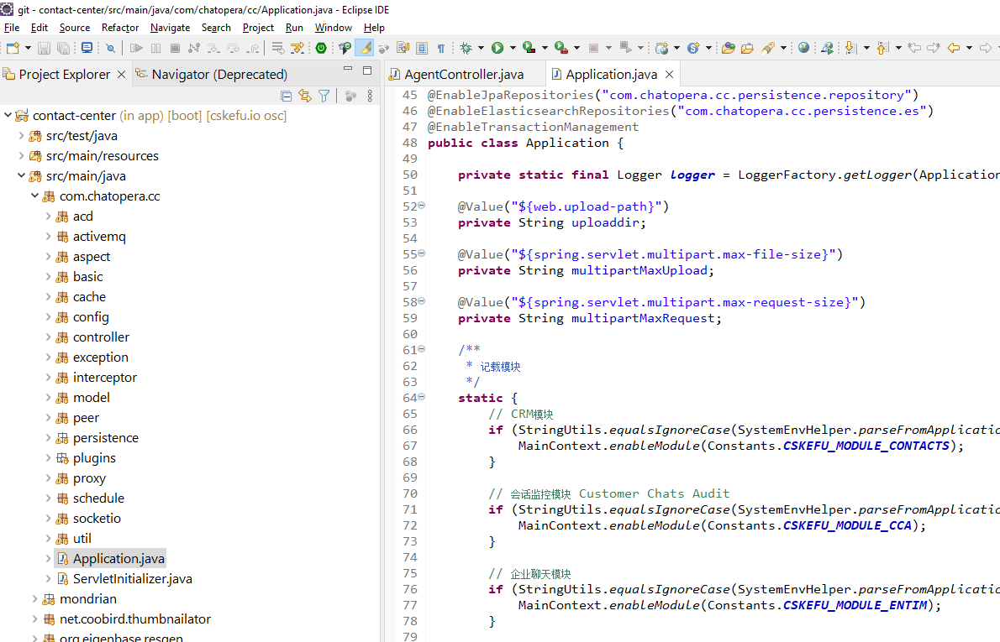 git - contact-center/src/main/java/com/chatopera/cc/Application.java - Eclipse IDE
File Edit Source Refactor Navigate Search Project Run Window Help
Project Explorer Navigator (Deprecated)
contact-center (in app) [boot] [cskefu.io osc]
src/test/java
src/main/resources
src/main/java
com.chatopera.cc
acd
activemq
aspect
basic
cache
config
controller
exception
interceptor
model
peer
persistence
plugins
proxy
schedule
socketio
util
Application.java
ServletInitializer.java
mondrian
net.coobird.thumbnailator
org.eigenbase.resgen
AgentController.java Application.java
45 @EnableJpaRepositories("com.chatopera.cc.persistence.repository")
46 @EnableElasticsearchRepositories("com.chatopera.cc.persistence.es")
47 @EnableTransactionManagement
48 public class Application {
49
50 private static final Logger logger = LoggerFactory.getLogger(Application
51
52 @Value("${web.upload-path}")
53 private String uploaddir;
54
55 @Value("${spring.servlet.multipart.max-file-size}")
56 private String multipartMaxUpload;
57
58 @Value("${spring.servlet.multipart.max-request-size}")
59 private String multipartMaxRequest;
60
61 /**
62 * 记载模块
63 */
64 static {
65 // CRM模块
66 if (StringUtils.equalsIgnoreCase(SystemEnvHelper.parseFromApplicatio
67 MainContext.enableModule(Constants.CSKEFU_MODULE_CONTACTS);
68 }
69
70 // 会话监控模块 Customer Chats Audit
71 if (StringUtils.equalsIgnoreCase(SystemEnvHelper.parseFromApplicatio
72 MainContext.enableModule(Constants.CSKEFU_MODULE_CCA);
73 }
74
75 // 企业聊天模块
76 if (StringUtils.equalsIgnoreCase(SystemEnvHelper.parseFromApplicatio
77 MainContext.enableModule(Constants.CSKEFU_MODULE_ENTIM);
78 }
79